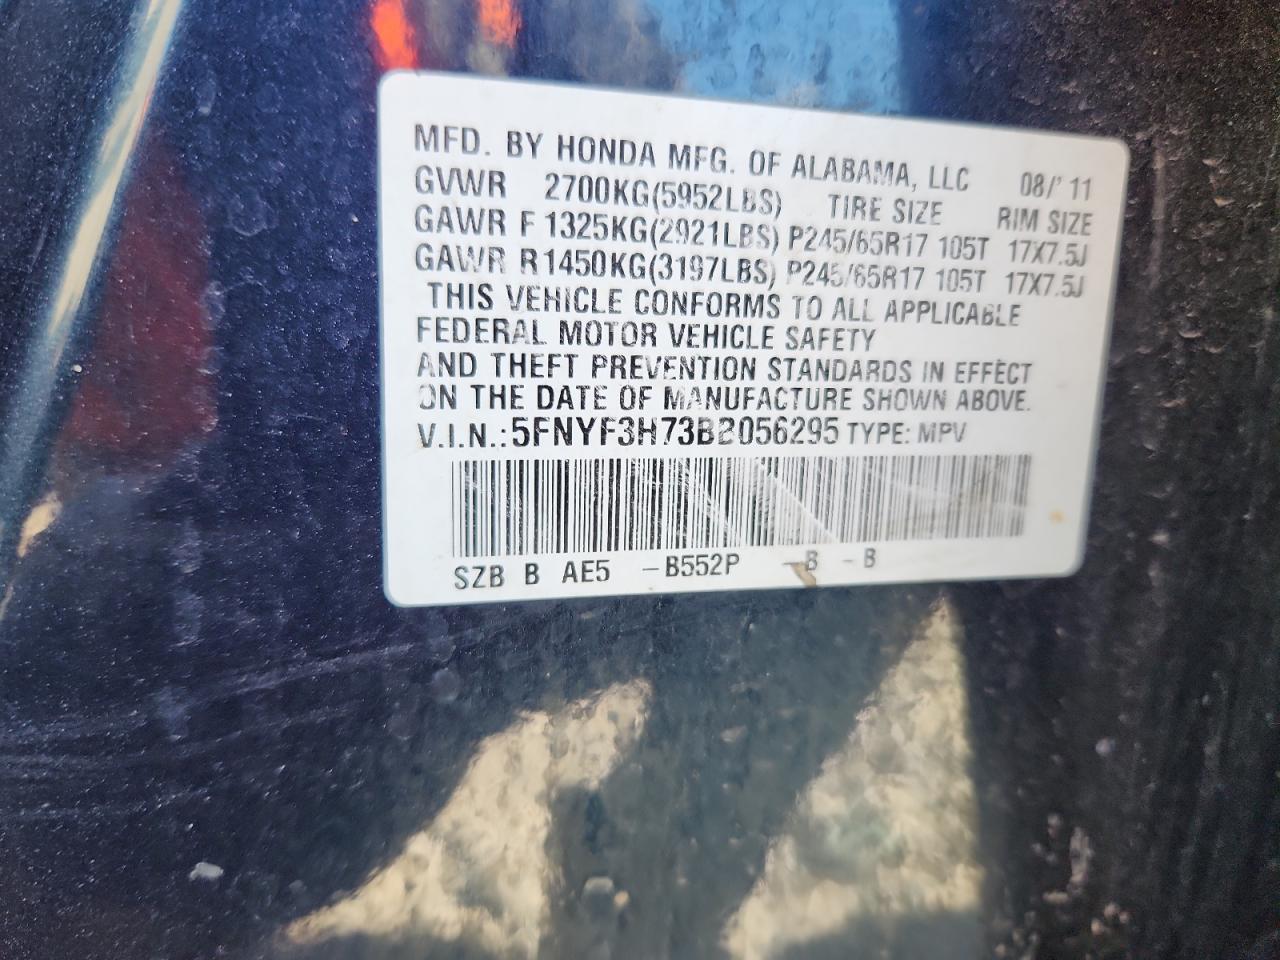 MFD. BY HONDA MFG. OF ALABAMA, LLC 08/'11
GVWR 2700KG(5952LBS) TIRE SIZE RIM SIZE
GAWR F 1325KG(2921LBS) P245/65R17 105T 17X7.5J
GAWR R1450KG(3197LBS) P245/65R17 105T 17X7.5J
THIS VEHICLE CONFORMS TO ALL APPLICABLE
FEDERAL MOTOR VEHICLE SAFETY
AND THEFT PREVENTION STANDARDS IN EFFECT
ON THE DATE OF MANUFACTURE SHOWN ABOVE.
V.I.N.:5FNYF3H73BB056295 TYPE: MPV
SZB B AE5 -B552P -B -B